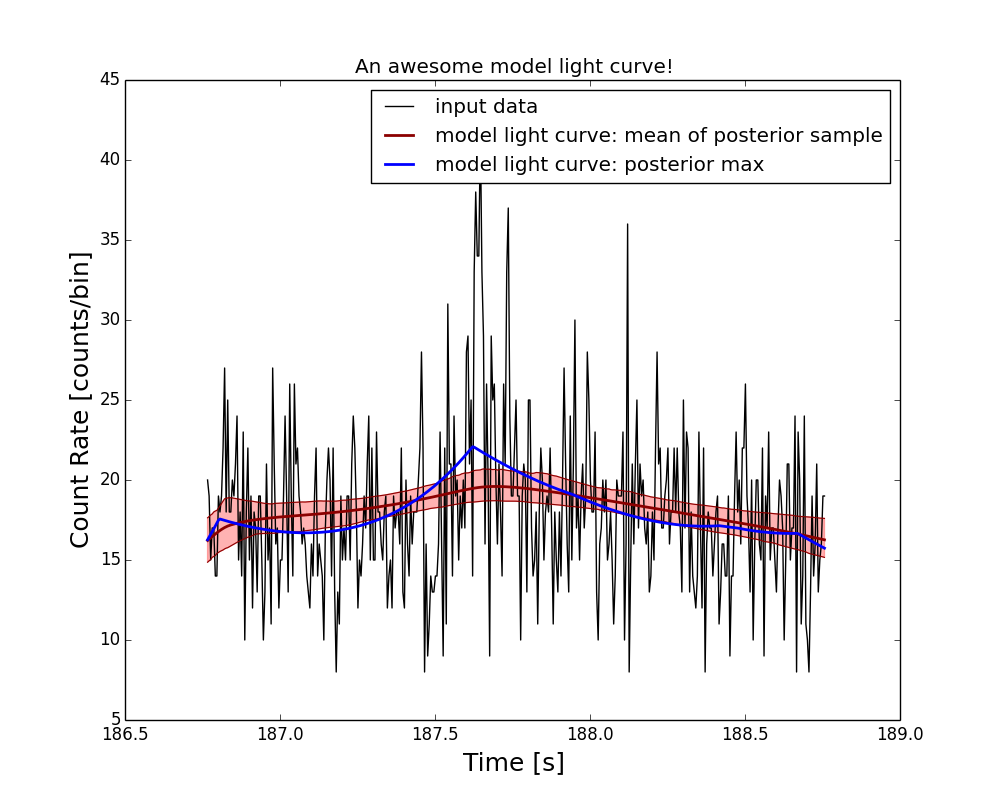 An awesome model light curve!
input data
model light curve: mean of posterior sample
model light curve: posterior max
Count Rate [counts/bin]
45
40
35
30
25
20
15
10
5
186.5 187.0 187.5 188.0 188.5 189.0
Time [s]